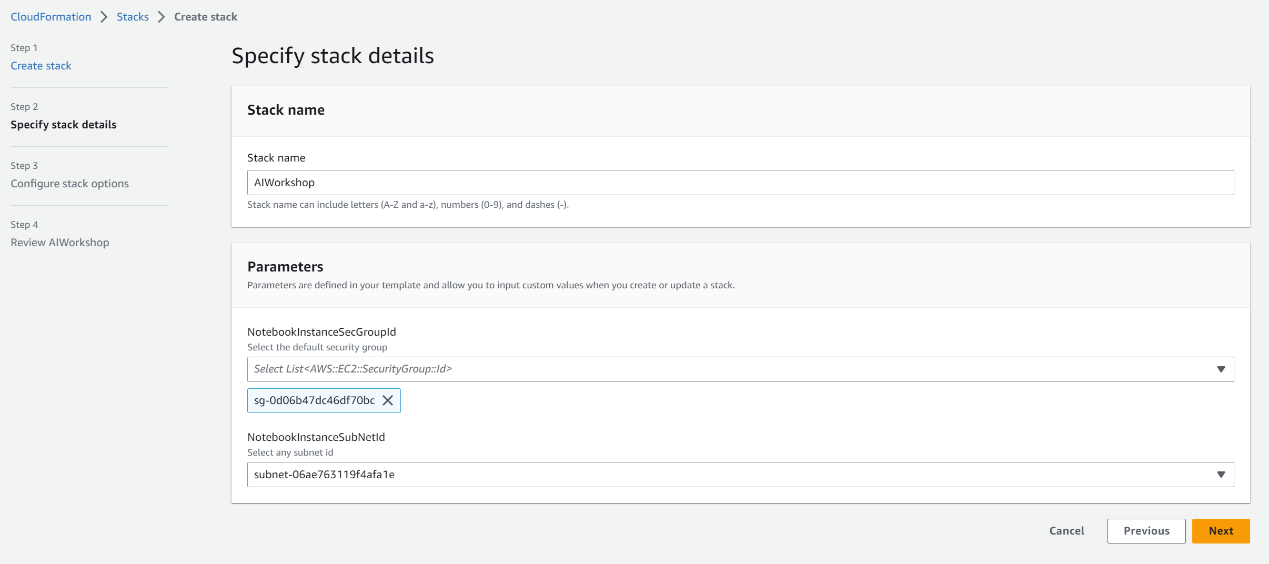 CloudFormation > Stacks > Create stack
Step 1
Create stack
Step 2
Specify stack details
Step 3
Configure stack options
Step 4
Review AIWorkshop
Specify stack details
Stack name
Stack name
AIWorkshop
Stack name can include letters (A-Z and a-z), numbers (0-9), and dashes (-).
Parameters
Parameters are defined in your template and allow you to input custom values when you create or update a stack.
NotebookInstanceSecGroupId
Select the default security group
Select List<AWS::EC2::SecurityGroup::Id>
sg-0d06b47dc46df70bc
NotebookInstanceSubNetId
Select any subnet id
subnet-06ae763119f4afa1e
Cancel Previous Next